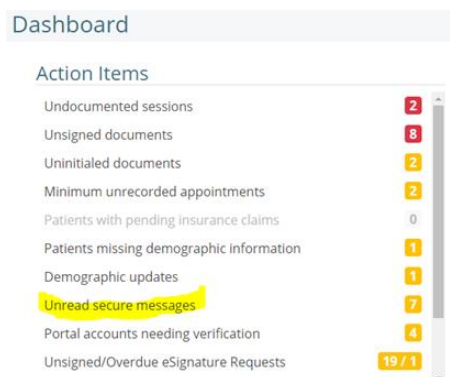 Dashboard
Action Items
Undocumented sessions 2
Unsigned documents 8
Uninitialed documents 2
Minimum unrecorded appointments 2
Patients with pending insurance claims 0
Patients missing demographic information 1
Demographic updates 1
Unread secure messages 7
Portal accounts needing verification 4
Unsigned/Overdue eSignature Requests 19 / 1